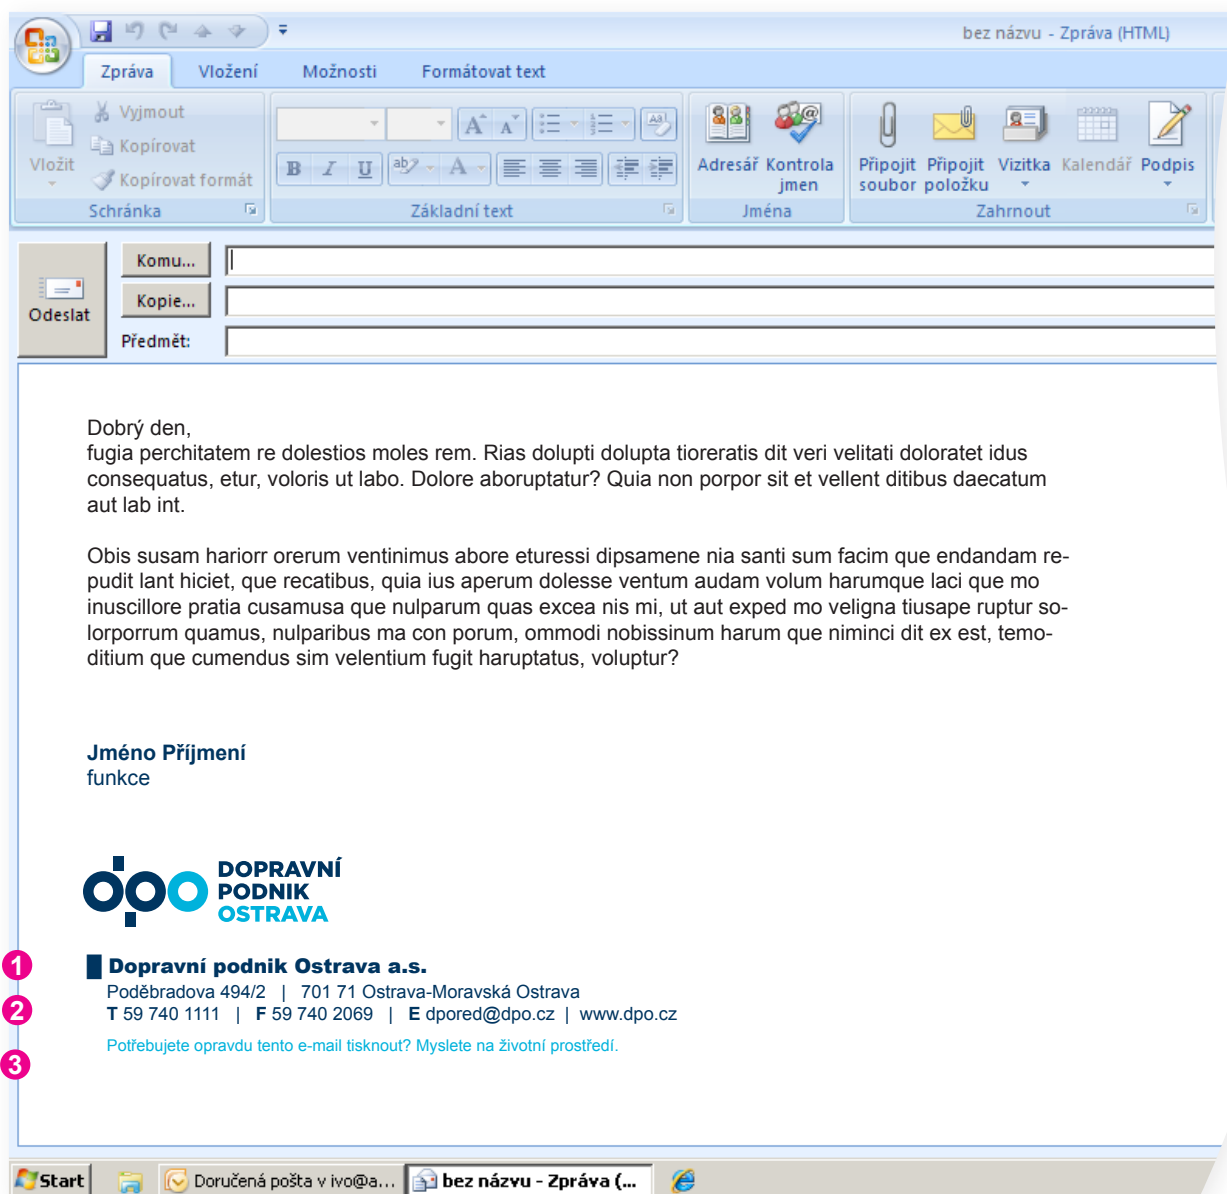 bez názvu - Zpráva (HTML)
Zpráva Vložení Možnosti Formátovat text
Vložit
Vyjmout
Kopírovat
Kopírovat formát
Schránka
B I U ab A
Základní text
Adresář Kontrola jmen
Jména
Připojit soubor Připojit položku Vizitka Kalendář Podpis
Zahrnout
Odeslat
Komu...
Kopie...
Předmět:
Dobrý den,
fugia perchitatem re dolestios moles rem. Rias dolupti dolupta tioreratis dit veri velitati doloratet idus
consequatus, etur, voloris ut labo. Dolore aboruptatur? Quia non porpor sit et vellent ditibus daecatum
aut lab int.
Obis susam hariorr orerum ventinimus abore eturessi dipsamene nia santi sum facim que endandam re-
pudit lant hiciet, que recatibus, quia ius aperum dolesse ventum audam volum harumque laci que mo
inuscillore pratia cusamusa que nulparum quas excea nis mi, ut aut exped mo veligna tiusape ruptur so-
lorporrum quamus, nulparibus ma con porum, ommodi nobissinum harum que niminci dit ex est, temo-
ditium que cumendus sim velentium fugit haruptatus, voluptur?
Jméno Příjmení
funkce
dpo
DOPRAVNÍ
PODNIK
OSTRAVA
1 Dopravní podnik Ostrava a.s.
Poděbradova 494/2 | 701 71 Ostrava-Moravská Ostrava
2 T 59 740 1111 | F 59 740 2069 | E dpored@dpo.cz | www.dpo.cz
Potřebujete opravdu tento e-mail tisknout? Myslete na životní prostředí.
3
Start Doručená pošta v ivo@a... bez názvu - Zpráva (...